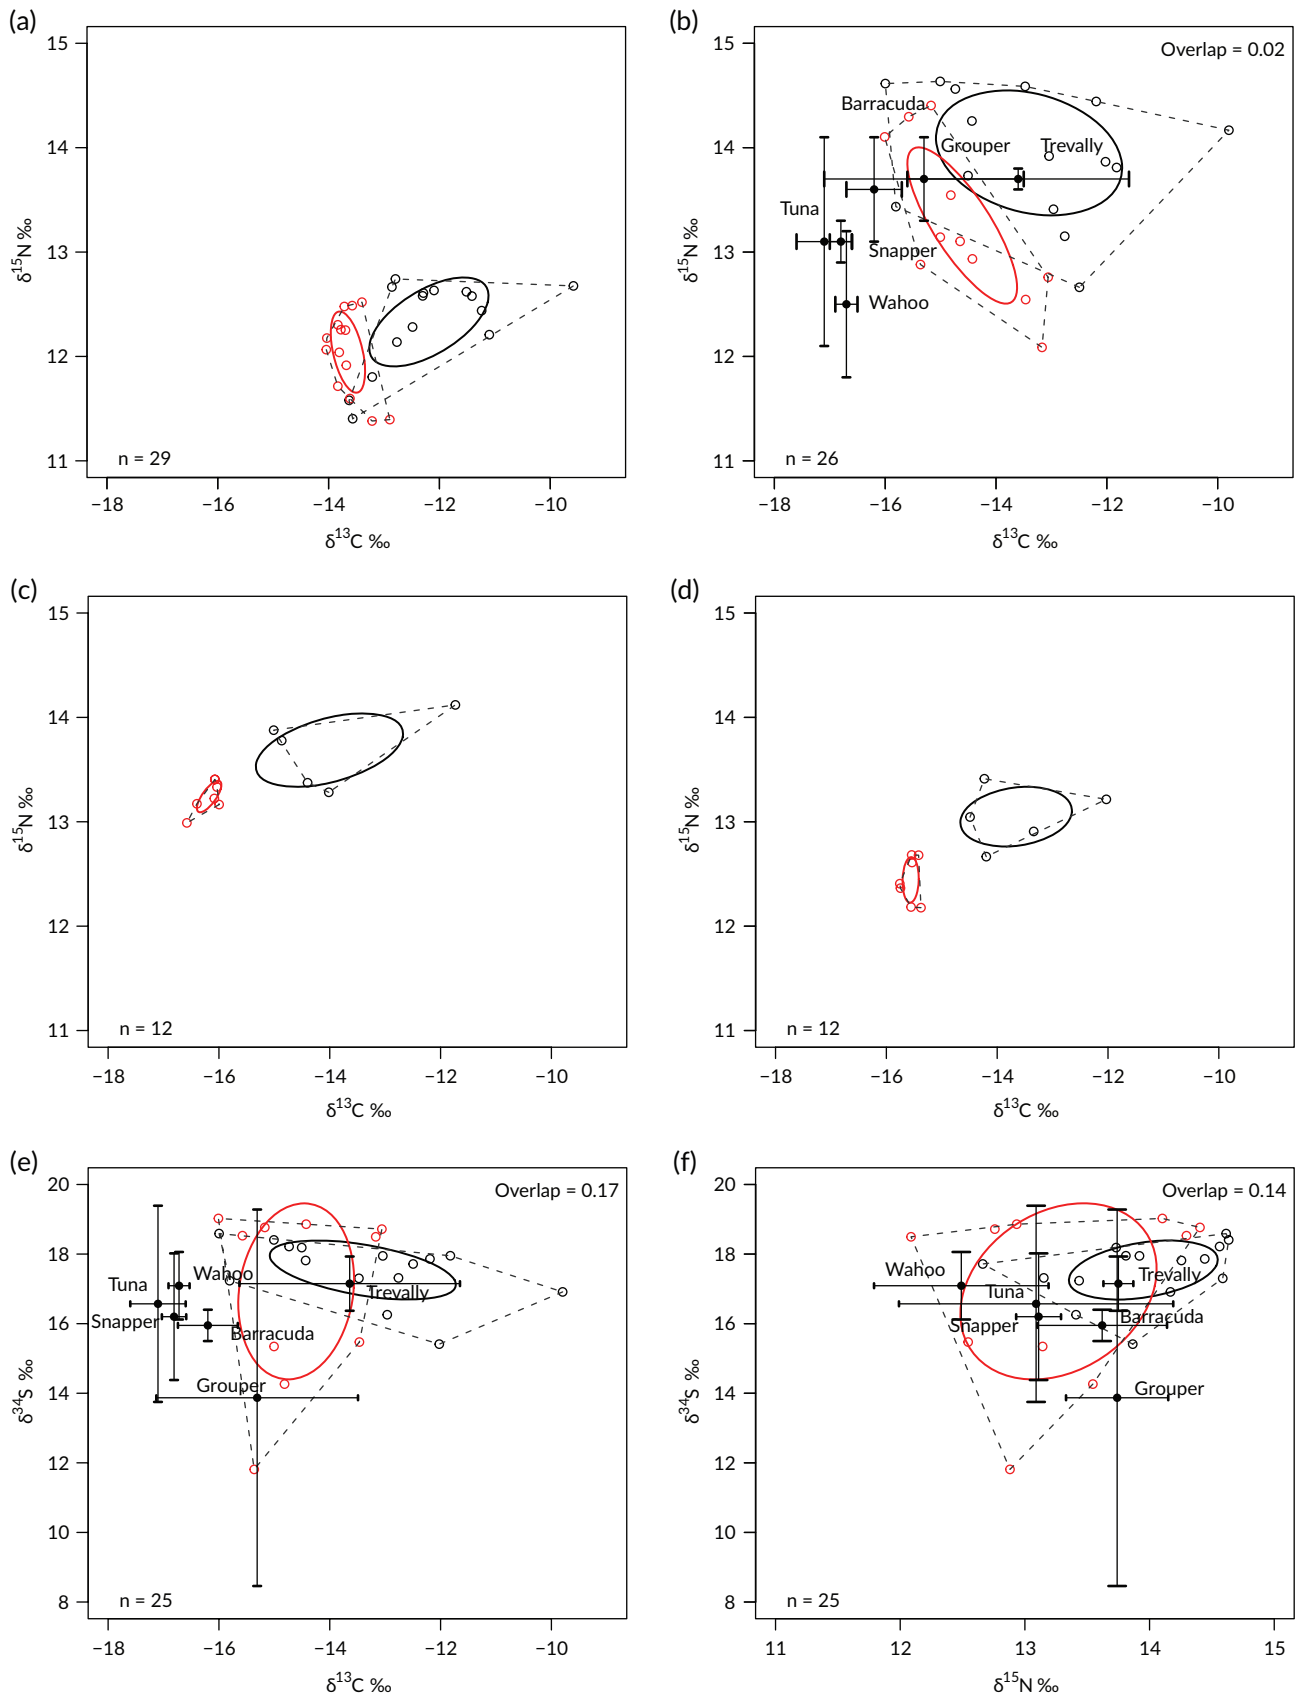 (a)
15
14
13
12
11
δ15N ‰
n = 29
−18
−16
−14
−12
−10
δ13C ‰
(b)
Overlap = 0.02
15
14
13
12
11
δ15N ‰
Barracuda
Grouper
Trevally
Tuna
Snapper
Wahoo
n = 26
−18
−16
−14
−12
−10
δ13C ‰
(c)
15
14
13
12
11
δ15N ‰
n = 12
−18
−16
−14
−12
−10
δ13C ‰
(d)
15
14
13
12
11
δ15N ‰
n = 12
−18
−16
−14
−12
−10
δ13C ‰
(e)
Overlap = 0.17
20
18
16
14
12
10
8
δ34S ‰
Tuna
Wahoo
Trevally
Snapper
Barracuda
Grouper
n = 25
−18
−16
−14
−12
−10
δ13C ‰
(f)
Overlap = 0.14
20
18
16
14
12
10
8
δ34S ‰
Wahoo
Trevally
Tuna
Snapper
Barracuda
Grouper
n = 25
11
12
13
14
15
δ15N ‰